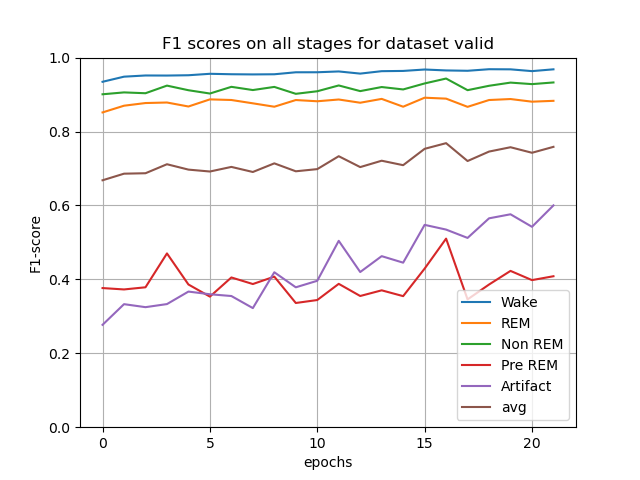 F1 scores on all stages for dataset valid
1.0
0.8
0.6
0.4
0.2
0.0
F1-score
0 5 10 15 20
epochs
Wake
REM
Non REM
Pre REM
Artifact
avg